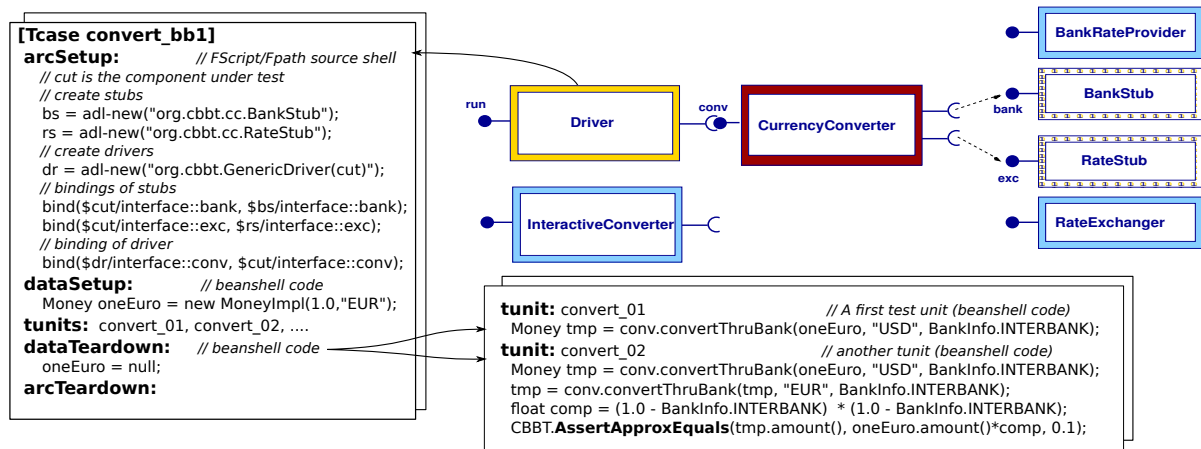 [Tcase convert_bb1]
arcSetup: // FScript/Fpath source shell
// cut is the component under test
// create stubs
bs = adl-new("org.cbbt.cc.BankStub");
rs = adl-new("org.cbbt.cc.RateStub");
// create drivers
dr = adl-new("org.cbbt.GenericDriver(cut)");
// bindings of stubs
bind($cut/interface::bank, $bs/interface::bank);
bind($cut/interface::exc, $rs/interface::exc);
// binding of driver
bind($dr/interface::conv, $cut/interface::conv);
dataSetup: // beanshell code
Money oneEuro = new MoneyImpl(1.0,"EUR");
tunits: convert_01, convert_02, ....
dataTeardown: // beanshell code
oneEuro = null;
arcTeardown:
run
Driver
conv
CurrencyConverter
bank
exc
BankRateProvider
BankStub
RateStub
RateExchanger
InteractiveConverter
tunit: convert_01 // A first test unit (beanshell code)
Money tmp = conv.convertThruBank(oneEuro, "USD", BankInfo.INTERBANK);
tunit: convert_02 // another tunit (beanshell code)
Money tmp = conv.convertThruBank(oneEuro, "USD", BankInfo.INTERBANK);
tmp = conv.convertThruBank(tmp, "EUR", BankInfo.INTERBANK);
float comp = (1.0 - BankInfo.INTERBANK) * (1.0 - BankInfo.INTERBANK);
CBBT.AssertApproxEquals(tmp.amount(), oneEuro.amount()*comp, 0.1);